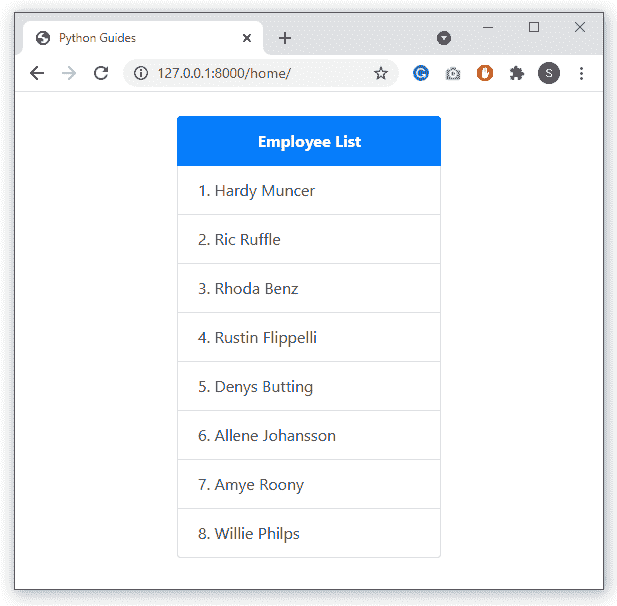 Python Guides
127.0.0.1:8000/home/
S
Employee List
1. Hardy Muncer
2. Ric Ruffle
3. Rhoda Benz
4. Rustin Flippelli
5. Denys Butting
6. Allene Johansson
7. Amye Roony
8. Willie Philps